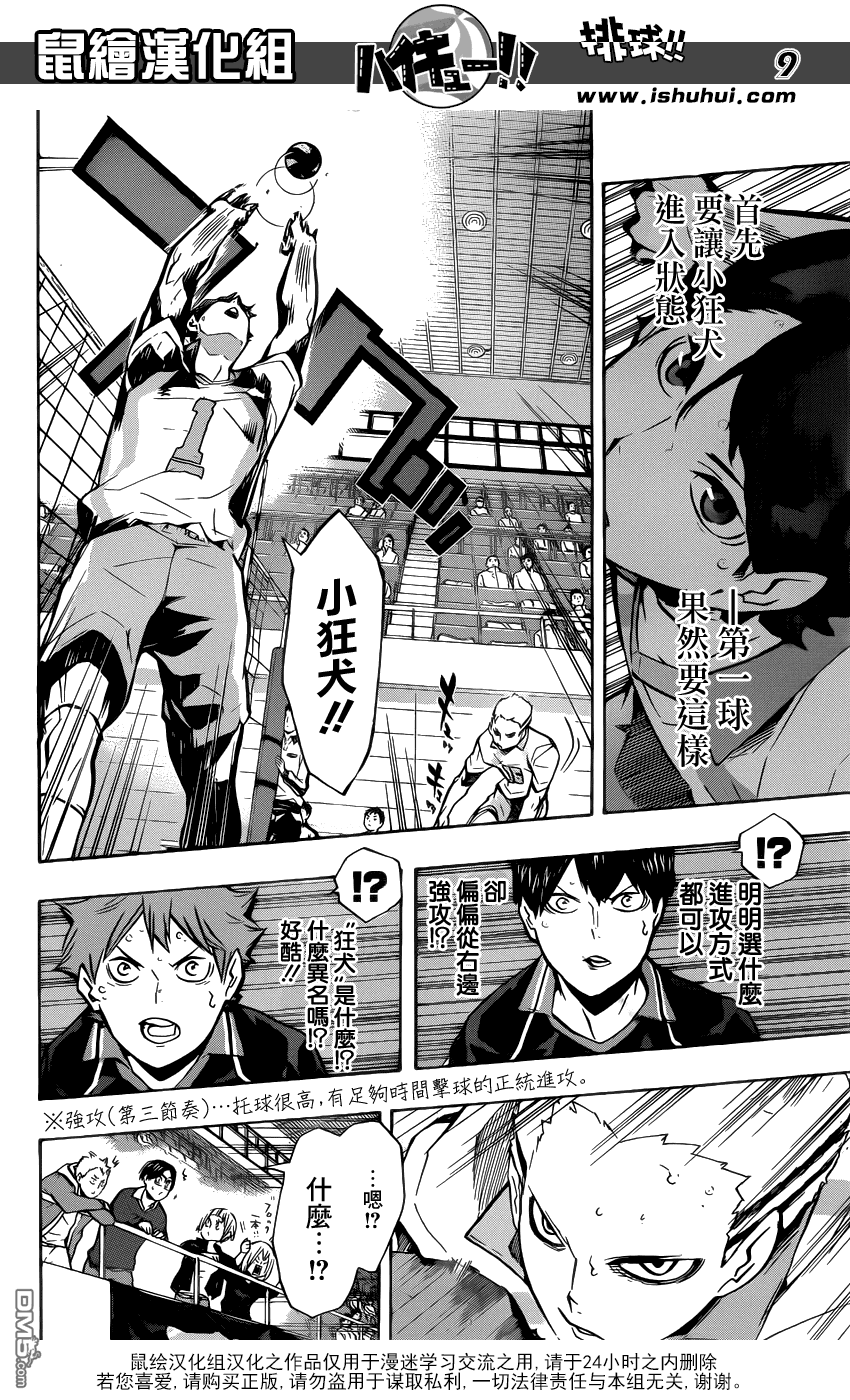 鼠繪漢化組
ハイキュー!!
排球!!
9
www.ishuhui.com
首先
要讓小狂犬
進入狀態
—第一球
果然要這樣
小狂犬!!
!?
明明選什麼
進攻方式
都可以
卻
偏偏從右邊
強攻!?
!?
"狂犬"是什麼!?
什麼異名嗎!?
好酷!!
※強攻(第三節奏)…托球很高,有足夠時間擊球的正統進攻。
…嗯!?
什麼…!?
DM5
.com
鼠绘汉化组汉化之作品仅用于漫迷学习交流之用, 请于24小时之内删除
若您喜爱, 请购买正版, 请勿盗用于谋取私利, 一切法律责任与本组无关, 谢谢。